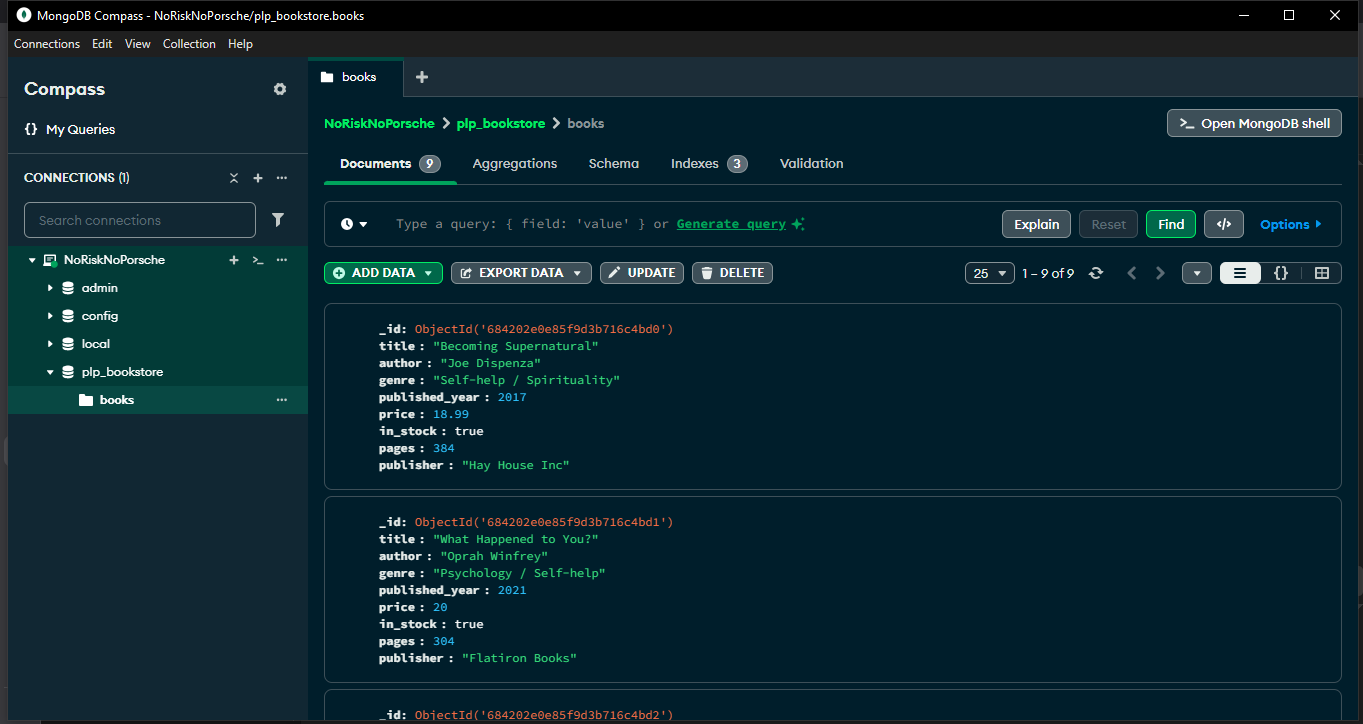 MongoDB Compass - NoRiskNoPorsche/plp_bookstore.books
Connections Edit View Collection Help
Compass
{} My Queries
CONNECTIONS (1)
Search connections
NoRiskNoPorsche
admin
config
local
plp_bookstore
books
books
NoRiskNoPorsche > plp_bookstore > books
>_ Open MongoDB shell
Documents 9 Aggregations Schema Indexes 3 Validation
Type a query: { field: 'value' } or Generate query
Explain Reset Find </> Options
ADD DATA EXPORT DATA UPDATE DELETE
25 1 – 9 of 9 {}
_id: ObjectId('684202e0e85f9d3b716c4bd0')
title : "Becoming Supernatural"
author : "Joe Dispenza"
genre : "Self-help / Spirituality"
published_year : 2017
price : 18.99
in_stock : true
pages : 384
publisher : "Hay House Inc"
_id: ObjectId('684202e0e85f9d3b716c4bd1')
title : "What Happened to You?"
author : "Oprah Winfrey"
genre : "Psychology / Self-help"
published_year : 2021
price : 20
in_stock : true
pages : 304
publisher : "Flatiron Books"
_id: ObjectId('684202e0e85f9d3b716c4bd2')